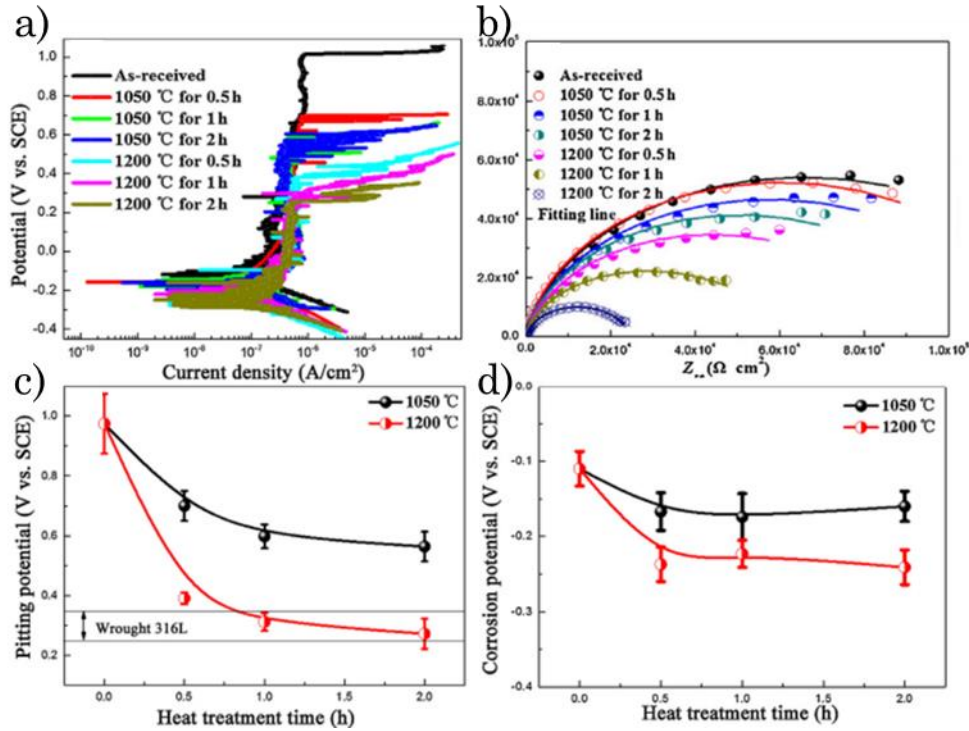 a)
Potential (V vs. SCE)
1.0
0.8
0.6
0.4
0.2
0.0
-0.2
-0.4
As-received
1050 ℃ for 0.5 h
1050 ℃ for 1 h
1050 ℃ for 2 h
1200 ℃ for 0.5 h
1200 ℃ for 1 h
1200 ℃ for 2 h
10⁻¹⁰ 10⁻⁹ 10⁻⁸ 10⁻⁷ 10⁻⁶ 10⁻⁵ 10⁻⁴ 10⁻³
Current density (A/cm²)
b)
8.0x10⁴
6.0x10⁴
4.0x10⁴
2.0x10⁴
0.0
As-received
1050 ℃ for 0.5 h
1050 ℃ for 1 h
1050 ℃ for 2 h
1200 ℃ for 0.5 h
1200 ℃ for 1 h
1200 ℃ for 2 h
Fitting line
2.0x10⁴ 4.0x10⁴ 6.0x10⁴ 8.0x10⁴
(Ω cm²)
c)
Pitting potential (V vs. SCE)
1.0
0.8
0.6
0.4
0.2
1050 ℃
1200 ℃
Wrought 316L
0.0 0.5 1.0 1.5 2.0
Heat treatment time (h)
d)
Corrosion potential (V vs. SCE)
0.0
-0.1
-0.2
-0.3
-0.4
1050 ℃
1200 ℃
0.0 0.5 1.0 1.5 2.0
Heat treatment time (h)